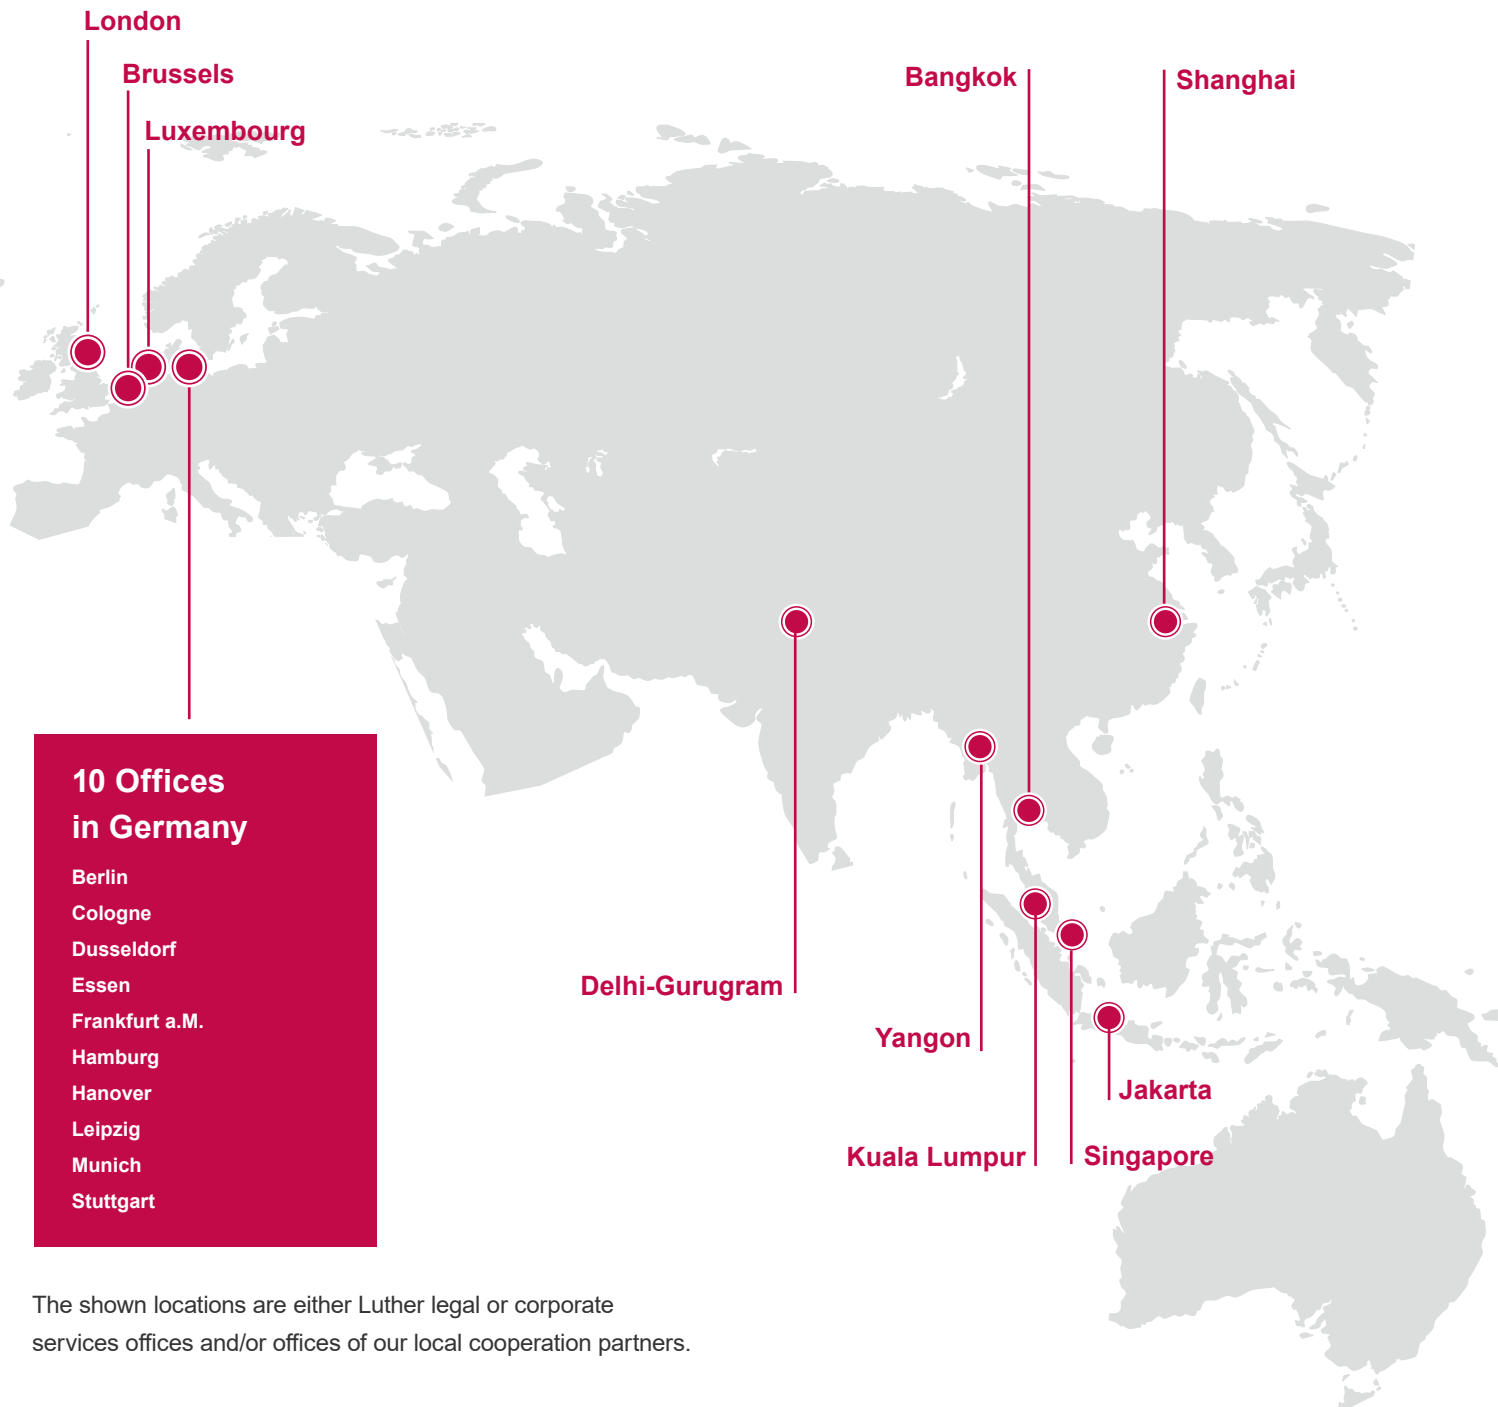 London
Brussels
Luxembourg
Bangkok
Shanghai
10 Offices
in Germany
Berlin
Cologne
Dusseldorf
Essen
Frankfurt a.M.
Hamburg
Hanover
Leipzig
Munich
Stuttgart
Delhi-Gurugram
Yangon
Jakarta
Kuala Lumpur
Singapore
The shown locations are either Luther legal or corporate
services offices and/or offices of our local cooperation partners.